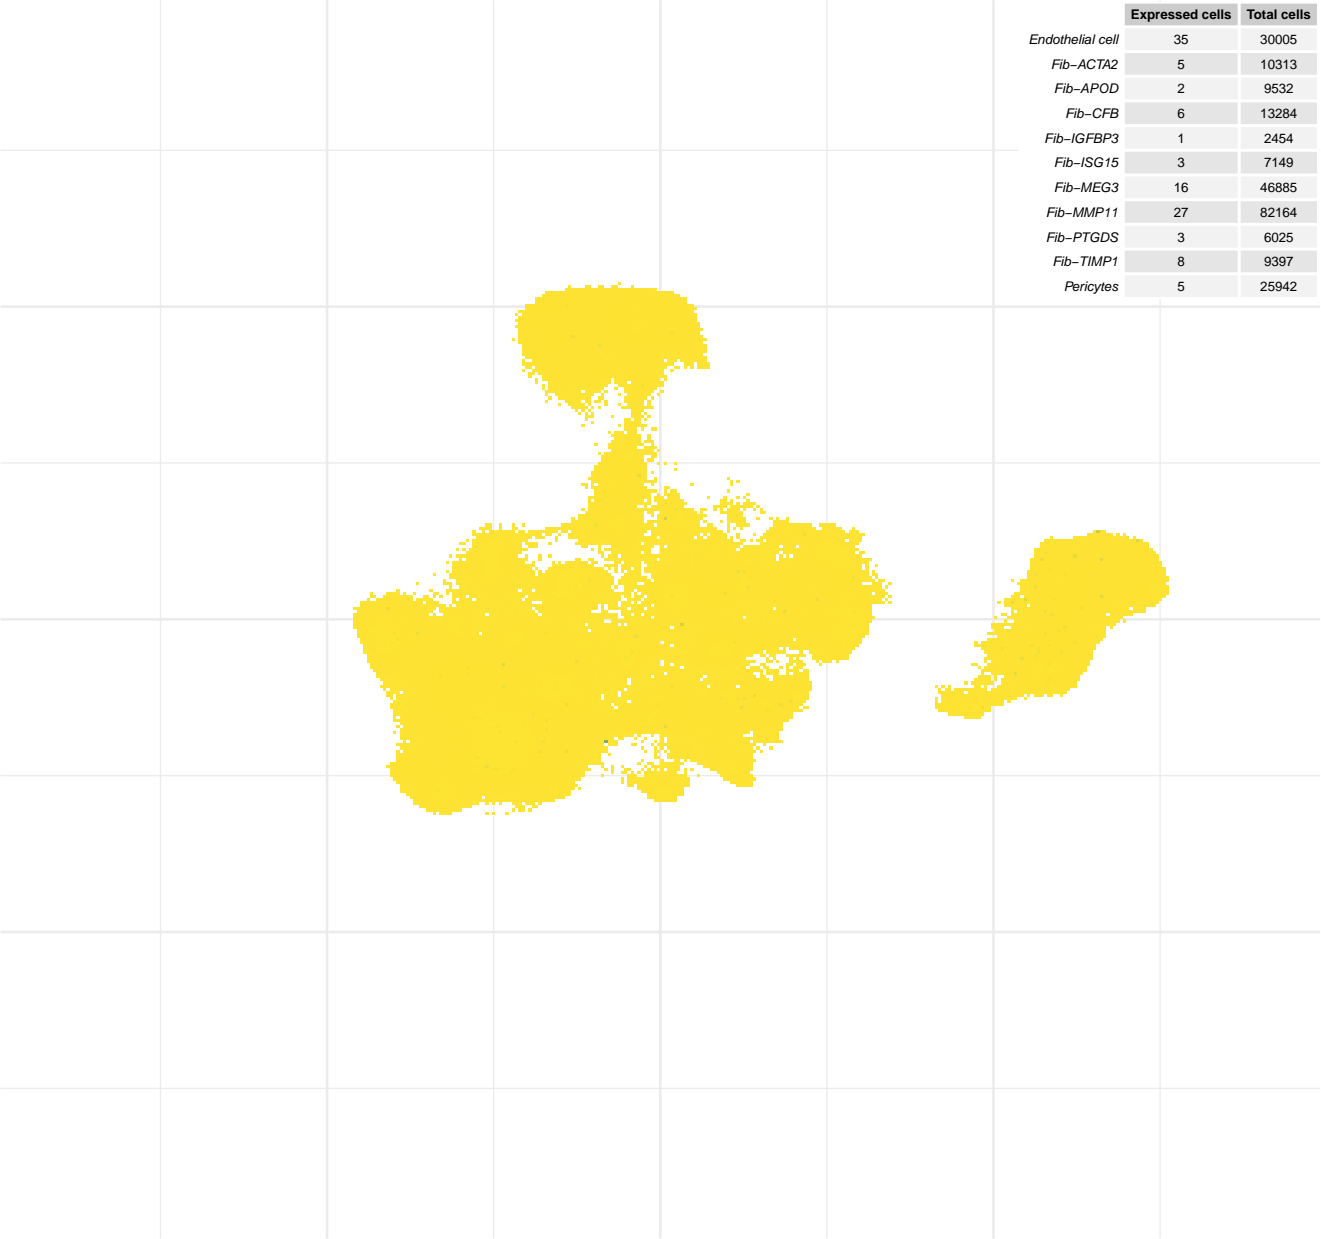 Expressed cells Total cells
Endothelial cell 35 30005
Fib−ACTA2 5 10313
Fib−APOD 2 9532
Fib−CFB 6 13284
Fib−IGFBP3 1 2454
Fib−ISG15 3 7149
Fib−MEG3 16 46885
Fib−MMP11 27 82164
Fib−PTGDS 3 6025
Fib−TIMP1 8 9397
Pericytes 5 25942